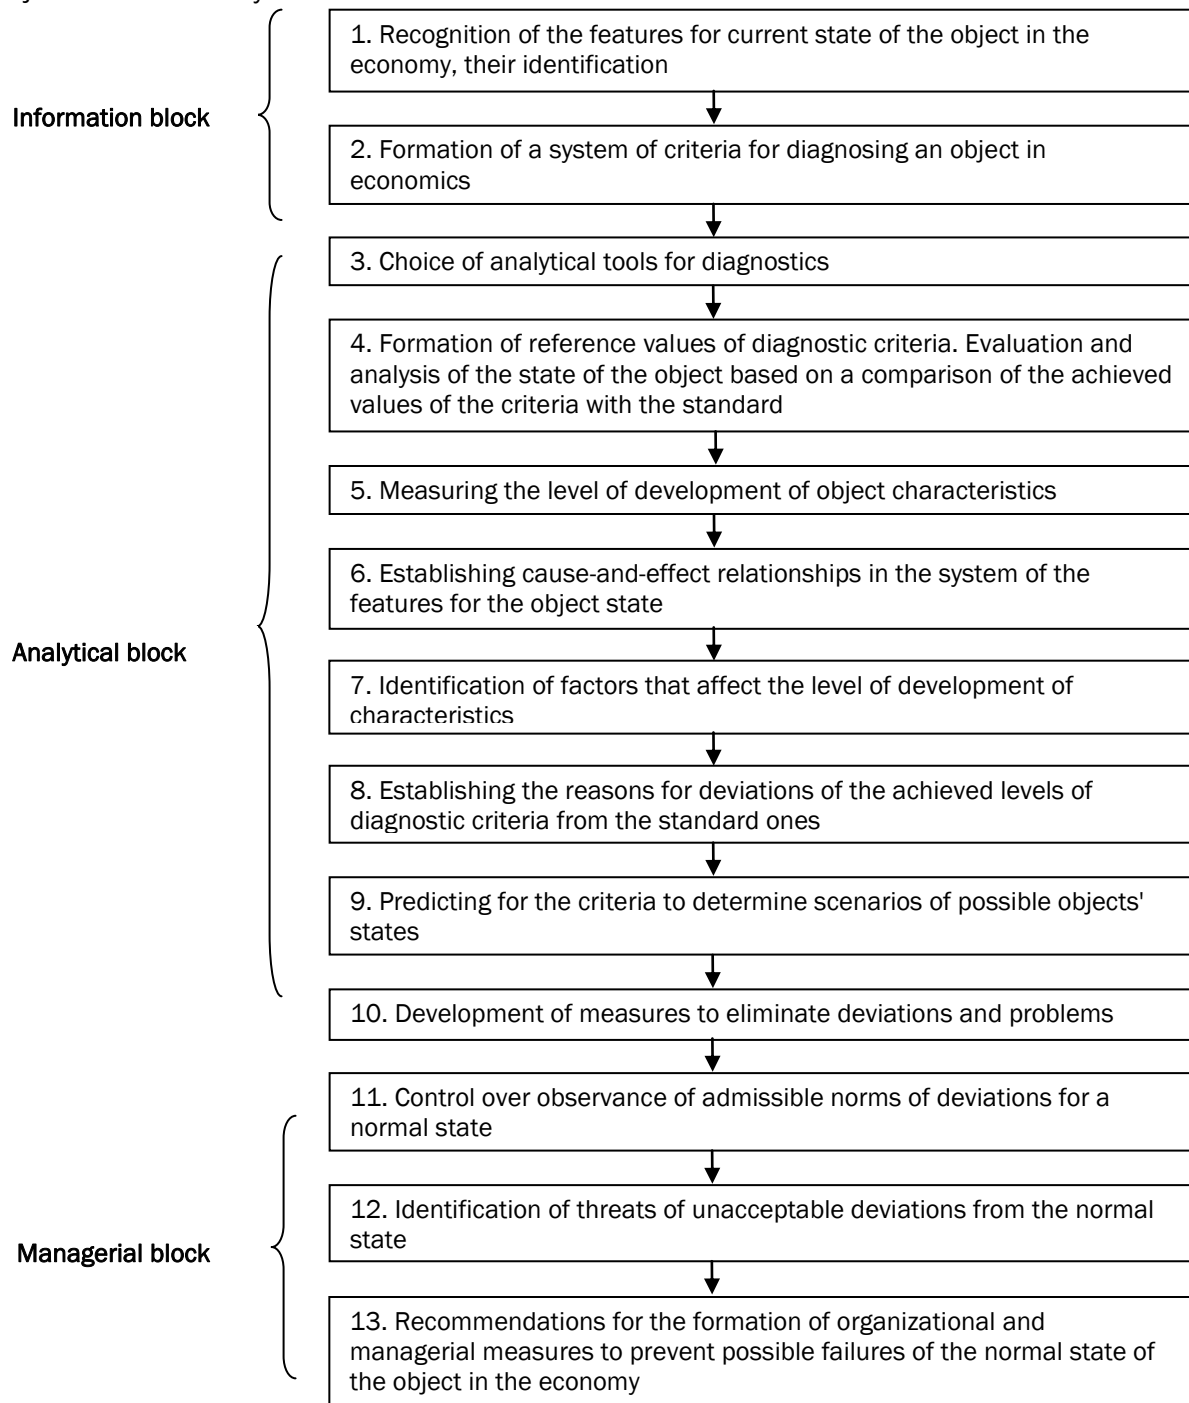 1. Recognition of the features for current state of the object in the
economy, their identification
Information block
2. Formation of a system of criteria for diagnosing an object in
economics
3. Choice of analytical tools for diagnostics
4. Formation of reference values of diagnostic criteria. Evaluation and
analysis of the state of the object based on a comparison of the achieved
values of the criteria with the standard
5. Measuring the level of development of object characteristics
6. Establishing cause-and-effect relationships in the system of the
features for the object state
Analytical block
7. Identification of factors that affect the level of development of
characteristics
8. Establishing the reasons for deviations of the achieved levels of
diagnostic criteria from the standard ones
9. Predicting for the criteria to determine scenarios of possible objects'
states
10. Development of measures to eliminate deviations and problems
11. Control over observance of admissible norms of deviations for a
normal state
12. Identification of threats of unacceptable deviations from the normal
state
Managerial block
13. Recommendations for the formation of organizational and
managerial measures to prevent possible failures of the normal state of
the object in the economy